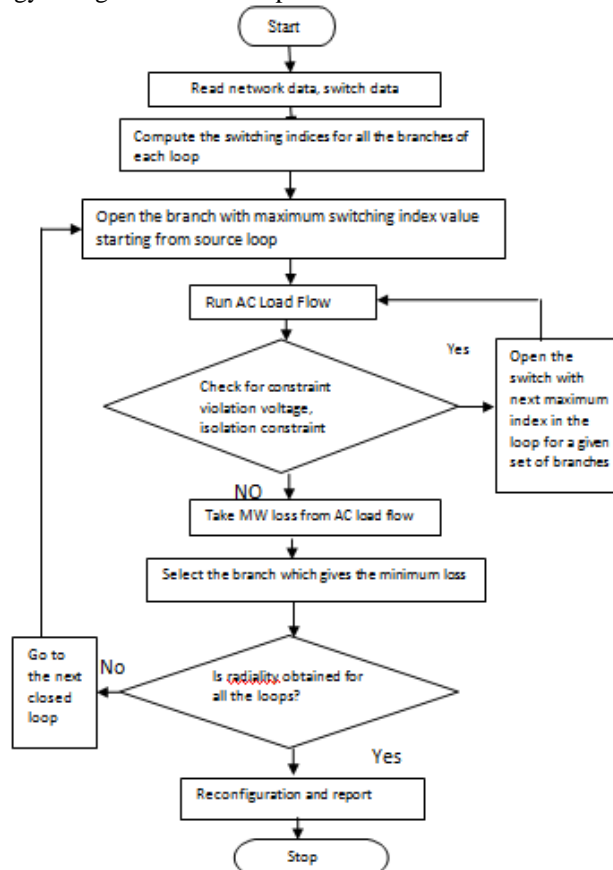 Start
Read network data, switch data
Compute the switching indices for all the branches of
each loop
Open the branch with maximum switching index value
starting from source loop
Run AC Load Flow
Check for constraint
violation voltage,
isolation constraint
Yes
Open the
switch with
next maximum
index in the
loop for a given
set of branches
NO
Take MW loss from AC load flow
Select the branch which gives the minimum loss
Is radiality obtained for
all the loops?
No
Go to
the next
closed
loop
Yes
Reconfiguration and report
Stop